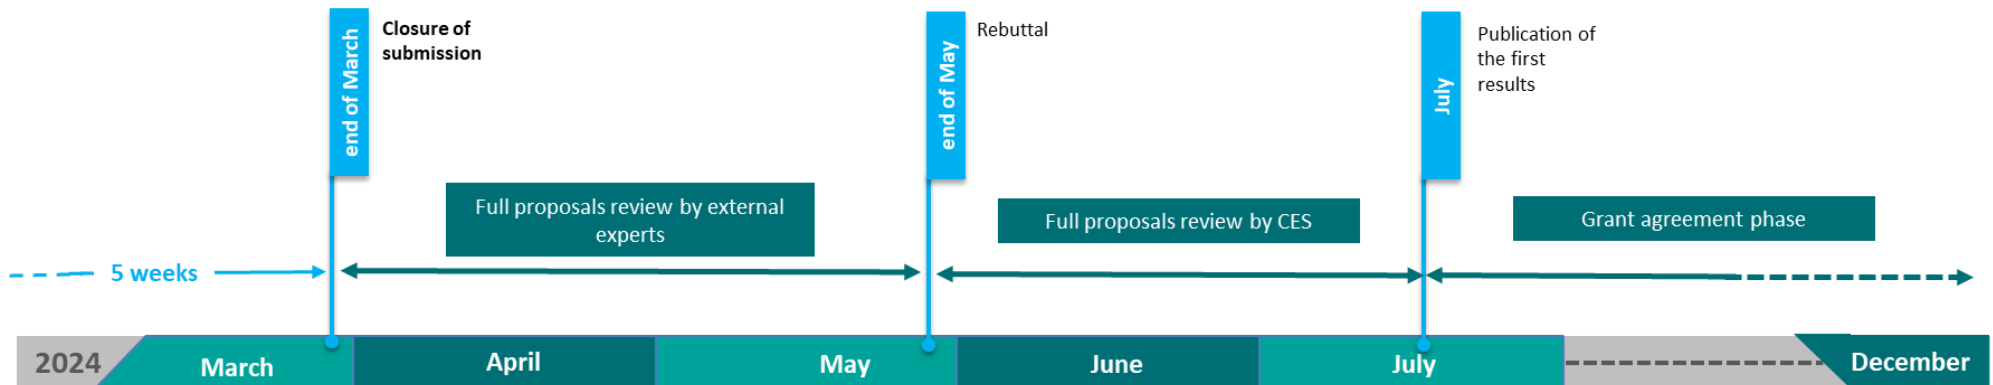 end of March
Closure of
submission
end of May
Rebuttal
July
Publication of
the first
results
Full proposals review by external
experts
Full proposals review by CES
Grant agreement phase
5 weeks
2024
March
April
May
June
July
December